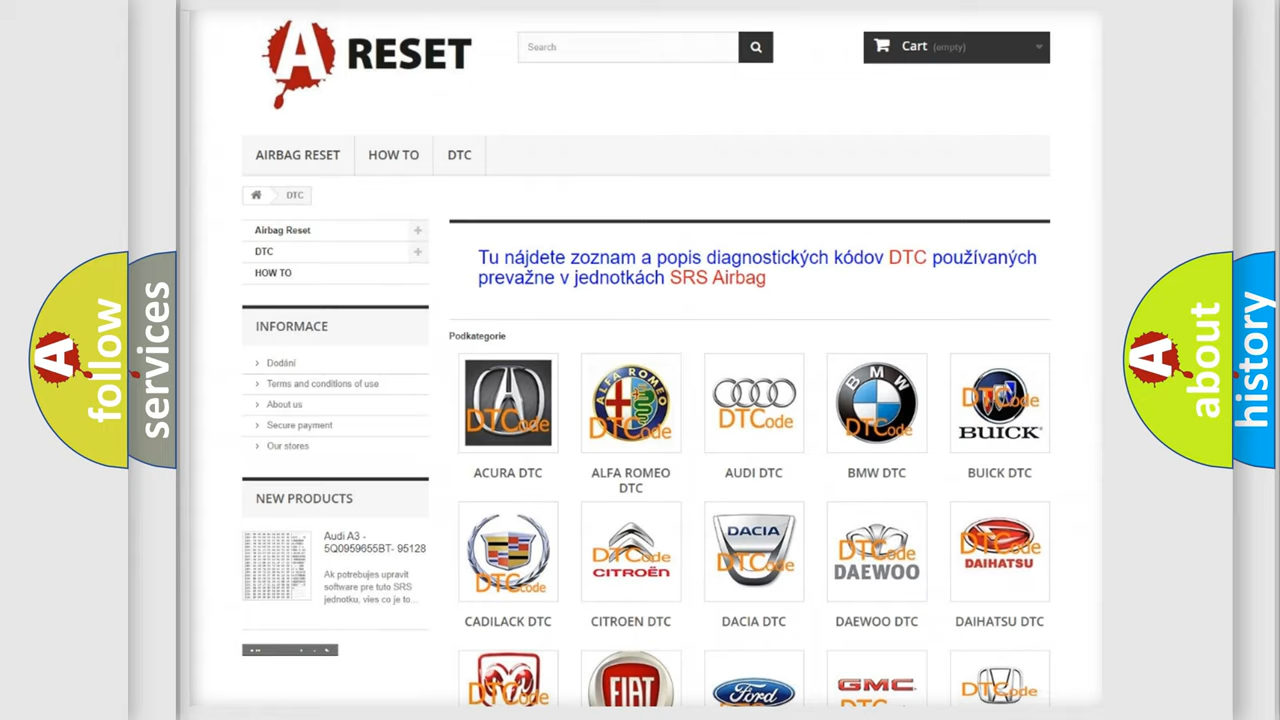 A RESET
Search
Cart (empty)
AIRBAG RESET
HOW TO
DTC
DTC
Airbag Reset
DTC
HOW TO
Tu nájdete zoznam a popis diagnostických kódov DTC používaných
prevažne v jednotkách SRS Airbag
INFORMACE
Dodání
Terms and conditions of use
About us
Secure payment
Our stores
Podkategorie
DTCode
ALFA ROMEO
DTCode
DTCode
BMW
DTCode
DTCode
BUICK
ACURA DTC
ALFA ROMEO
DTC
AUDI DTC
BMW DTC
BUICK DTC
NEW PRODUCTS
Audi A3 -
5Q0959655BT- 95128
Ak potrebujes upravit
software pre tuto SRS
jednotku, vies co je to...
DTCode
DTCode
CITROËN
DACIA
DTCode
DTCode
DAEWOO
DTCode
DAIHATSU
CADILACK DTC
CITROEN DTC
DACIA DTC
DAEWOO DTC
DAIHATSU DTC
DTCode
FIAT
Ford
GMC
DTCode
A follow
services
A about
history